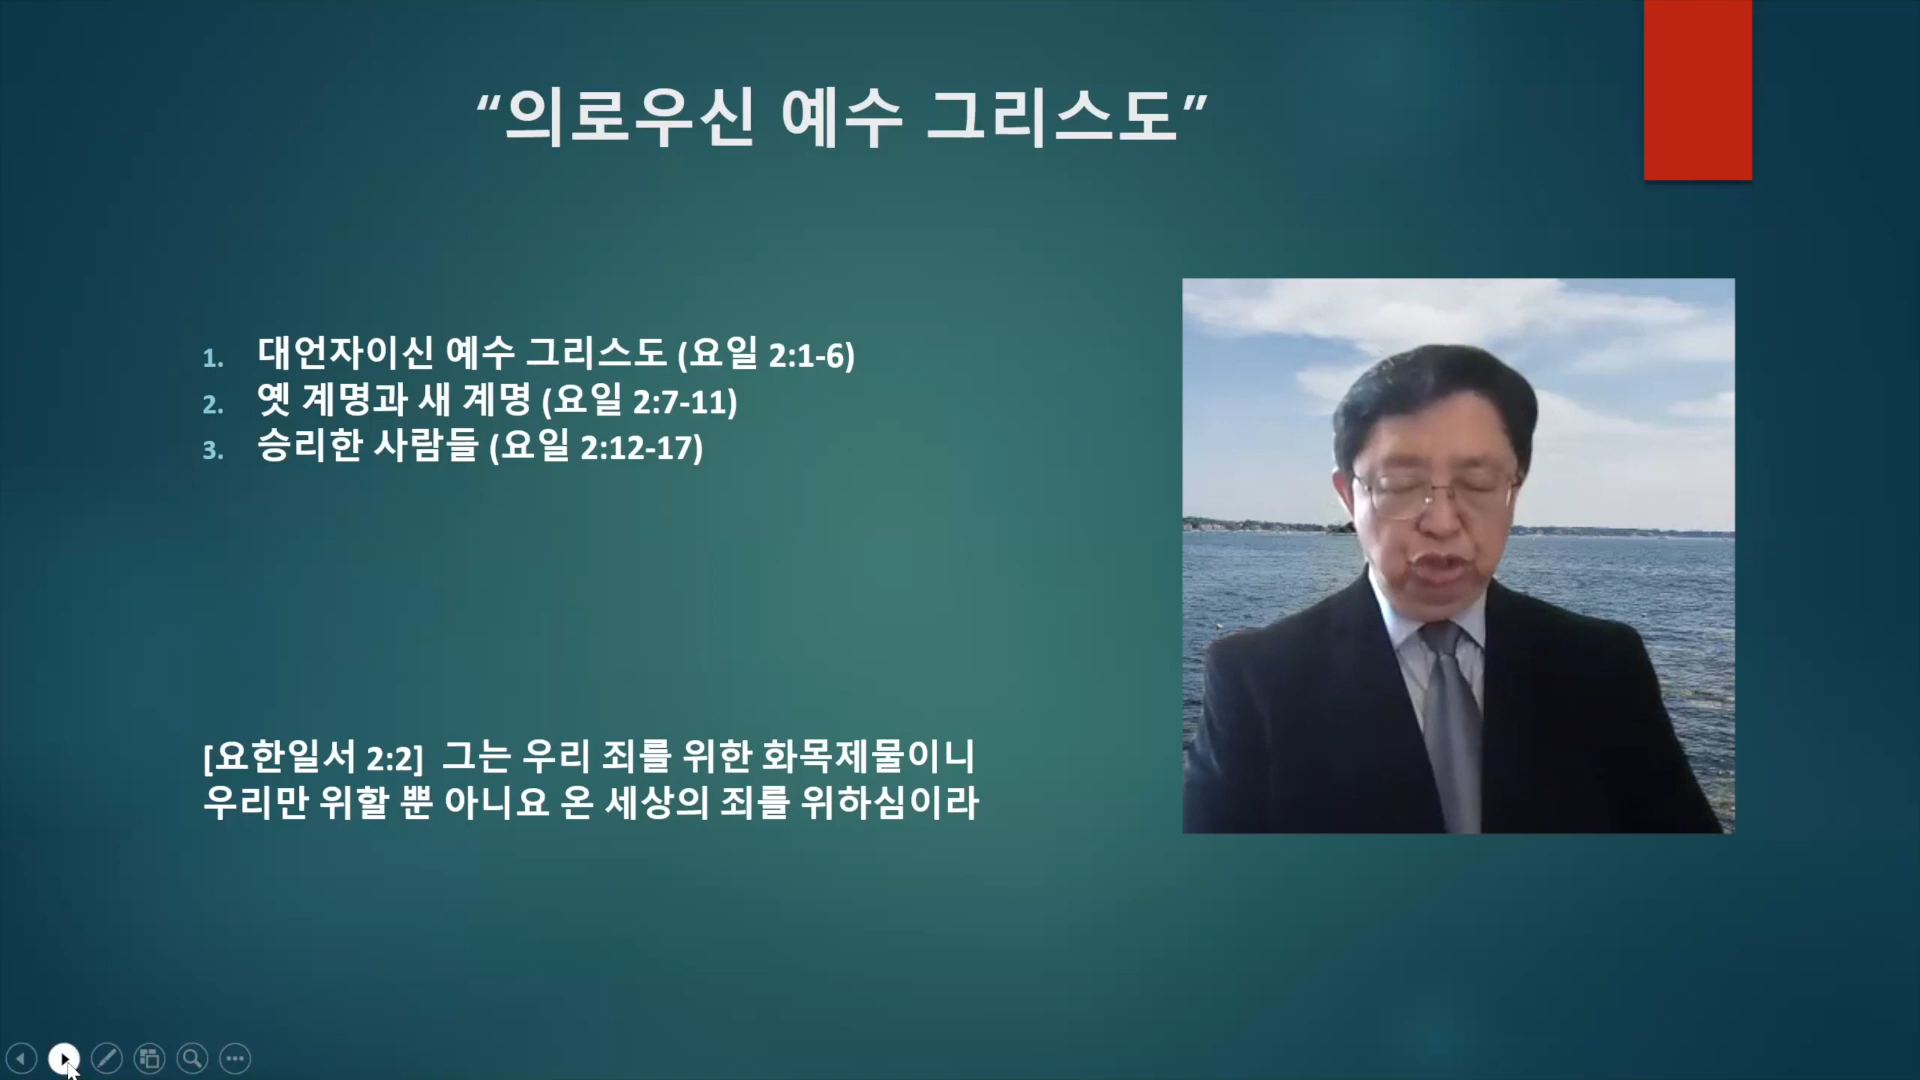 “의로우신 예수 그리스도”
1. 대언자이신 예수 그리스도 (요일 2:1-6)
2. 옛 계명과 새 계명 (요일 2:7-11)
3. 승리한 사람들 (요일 2:12-17)
[요한일서 2:2] 그는 우리 죄를 위한 화목제물이니
우리만 위할 뿐 아니요 온 세상의 죄를 위하심이라